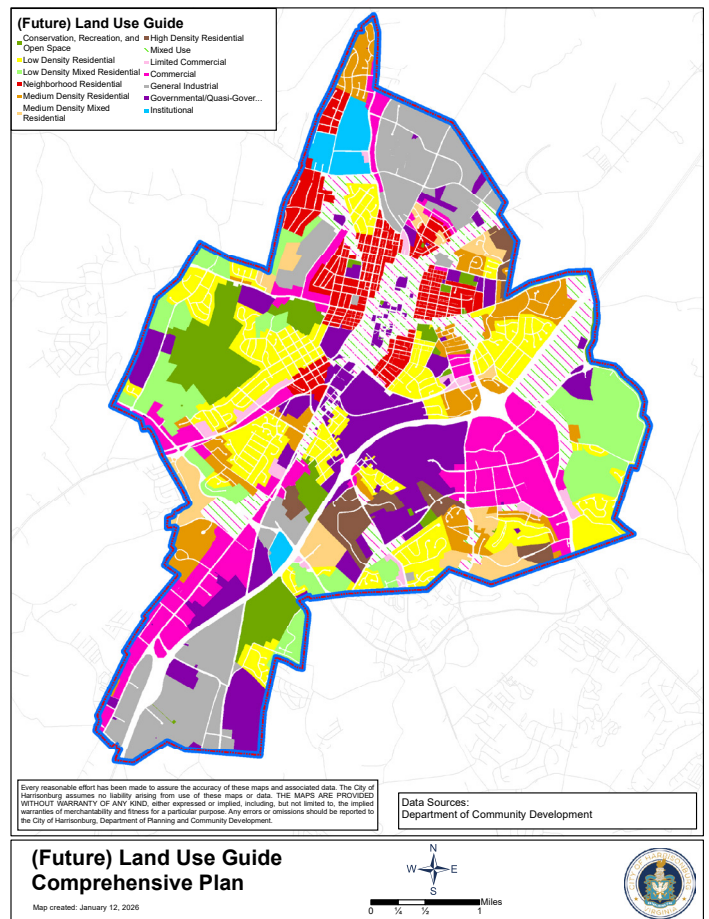 (Future) Land Use Guide
Conservation, Recreation, and
Open Space
Low Density Residential
Low Density Mixed Residential
Neighborhood Residential
Medium Density Residential
Medium Density Mixed
Residential
High Density Residential
Mixed Use
Limited Commercial
Commercial
General Industrial
Governmental/Quasi-Gover...
Institutional
Every reasonable effort has been made to assure the accuracy of these maps and associated data. The City of
Harrisonburg assumes no liability arising from use of these maps or data. THE MAPS ARE PROVIDED
WITHOUT WARRANTY OF ANY KIND, either expressed or implied, including, but not limited to, the implied
warranties of merchantability and fitness for a particular purpose. Any errors or omissions should be reported to
the City of Harrisonburg, Department of Planning and Community Development.
Data Sources:
Department of Community Development
(Future) Land Use Guide
Comprehensive Plan
Map created: January 12, 2026
N
W E
S
Miles
0 ¼ ½ 1
CITY OF HARRISONBURG
VIRGINIA